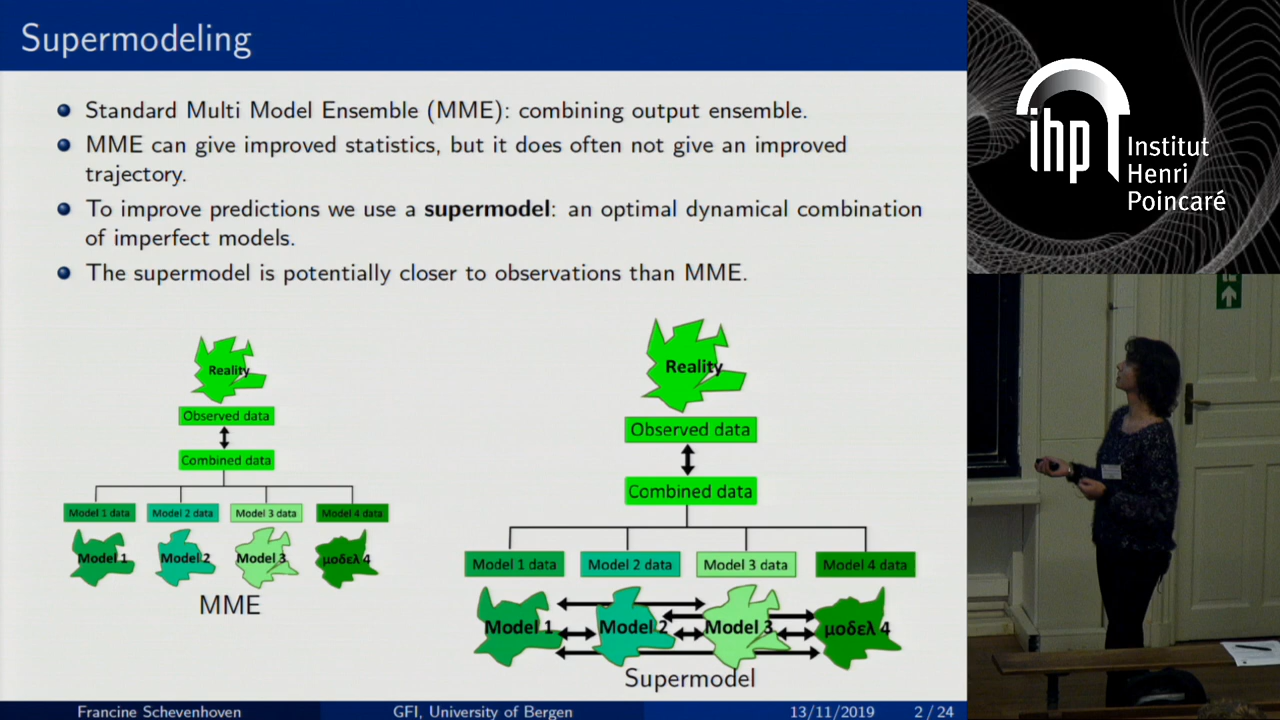 Supermodeling
Standard Multi Model Ensemble (MME): combining output ensemble.
MME can give improved statistics, but it does often not give an improved
trajectory.
To improve predictions we use a supermodel: an optimal dynamical combination
of imperfect models.
The supermodel is potentially closer to observations than MME.
Reality
Observed data
Combined data
Model 1 data
Model 2 data
Model 3 data
Model 4 data
Model 1
Model 2
Model 3
μοδελ 4
MME
Reality
Observed data
Combined data
Model 1 data
Model 2 data
Model 3 data
Model 4 data
Model 1
Model 2
Model 3
μοδελ 4
Supermodel
Francine Schevenhoven
GFI, University of Bergen
13/11/2019
2 / 24
ihp
Institut
Henri
Poincaré